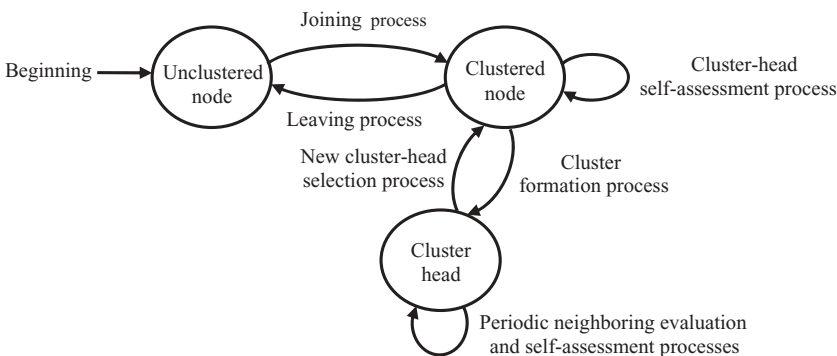 Joining process
Beginning
Unclustered
node
Clustered
node
Cluster-head
self-assessment process
Leaving process
New cluster-head
selection process
Cluster
formation process
Cluster
head
Periodic neighboring evaluation
and self-assessment processes